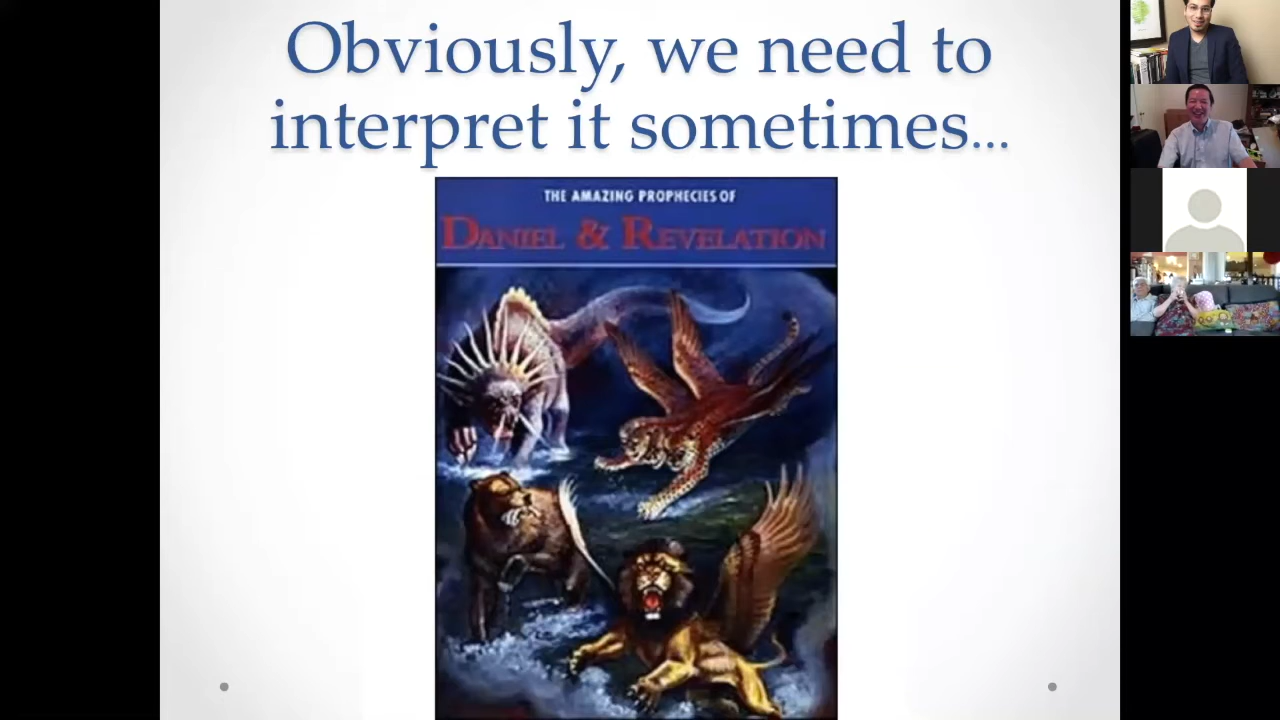 Obviously, we need to
interpret it sometimes...
THE AMAZING PROPHECIES OF
DANIEL & REVELATION